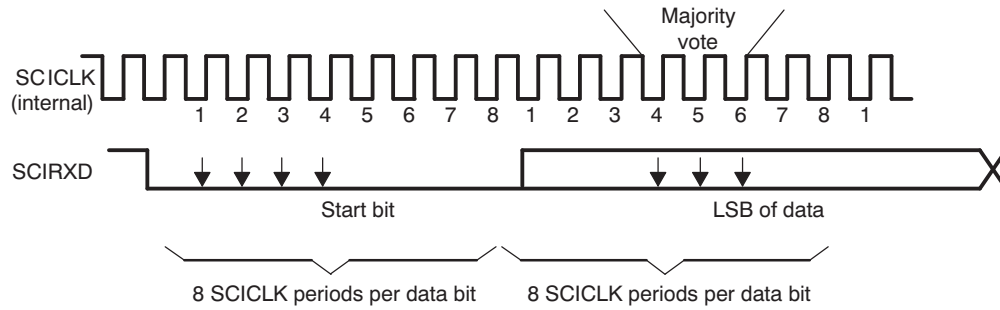 Majority
vote
SCICLK
(internal)
1 2 3 4 5 6 7 8 1 2 3 4 5 6 7 8 1
SCIRXD
Start bit
LSB of data
8 SCICLK periods per data bit
8 SCICLK periods per data bit